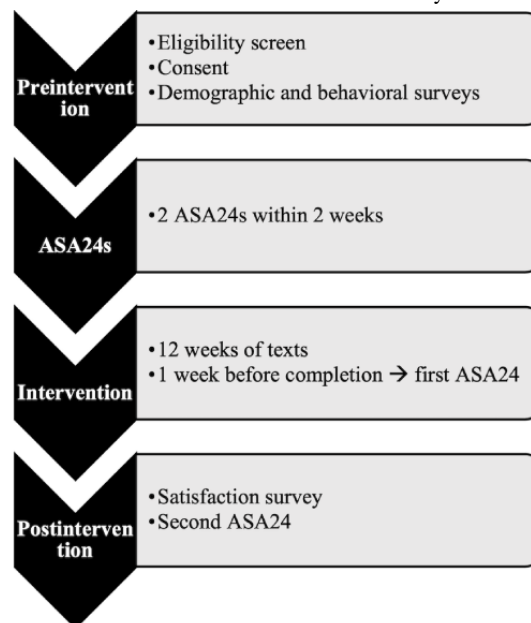 Preintervent
ion
•Eligibility screen
•Consent
•Demographic and behavioral surveys
ASA24s
•2 ASA24s within 2 weeks
Intervention
•12 weeks of texts
•1 week before completion → first ASA24
Postinterven
tion
•Satisfaction survey
•Second ASA24